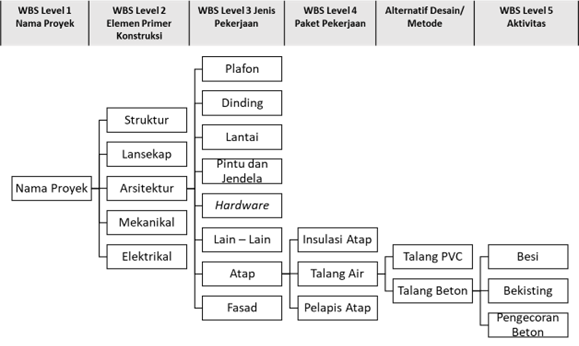 WBS Level 1
Nama Proyek
WBS Level 2
Elemen Primer
Konstruksi
WBS Level 3 Jenis
Pekerjaan
WBS Level 4
Paket Pekerjaan
Alternatif Desain/
Metode
WBS Level 5
Aktivitas
Nama Proyek
Struktur
Lansekap
Arsitektur
Mekanikal
Elektrikal
Plafon
Dinding
Lantai
Pintu dan
Jendela
Hardware
Lain – Lain
Atap
Fasad
Insulasi Atap
Talang Air
Pelapis Atap
Talang PVC
Talang Beton
Besi
Bekisting
Pengecoran
Beton